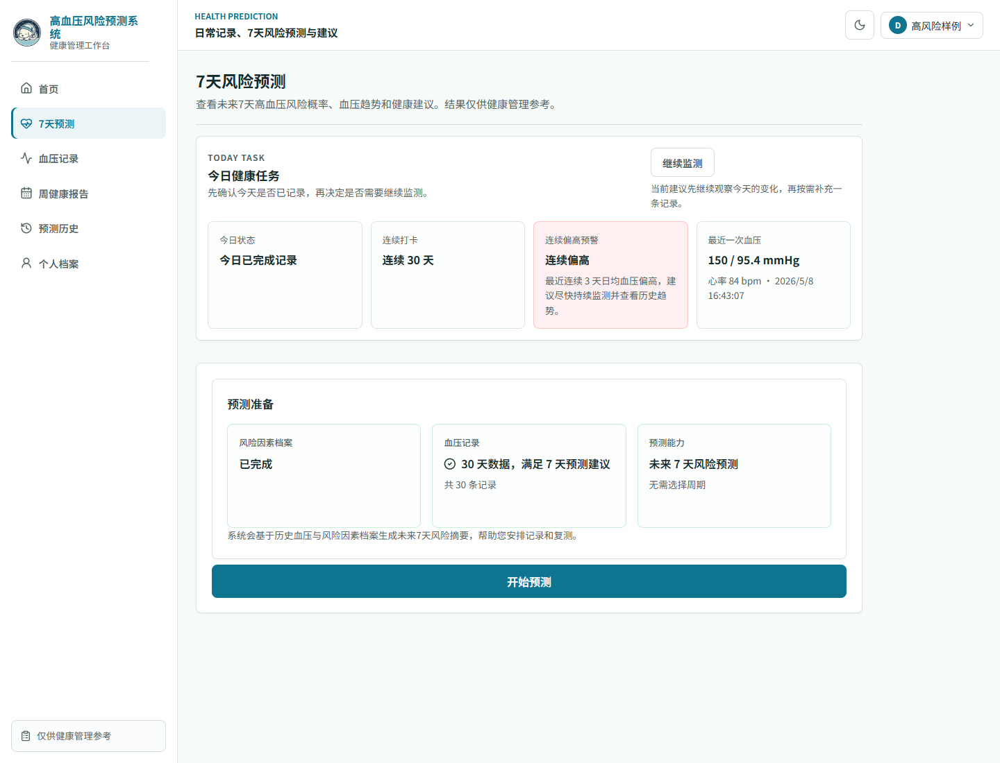 高血压风险预测系
统
健康管理工作台
首页
7天预测
血压记录
周健康报告
预测历史
个人档案
仅供健康管理参考
HEALTH PREDICTION
日常记录、7天风险预测与建议
D
高风险样例
7天风险预测
查看未来7天高血压风险概率、血压趋势和健康建议。结果仅供健康管理参考。
TODAY TASK
今日健康任务
先确认今天是否已记录，再决定是否需要继续监测。
继续监测
当前建议先继续观察今天的变化，再按需补充一
条记录。
今日状态
今日已完成记录
连续打卡
连续 30 天
连续偏高预警
连续偏高
最近连续 3 天日均血压偏高，建
议尽快持续监测并查看历史趋
势。
最近一次血压
150 / 95.4 mmHg
心率 84 bpm · 2026/5/8
16:43:07
预测准备
风险因素档案
已完成
血压记录
30 天数据，满足 7 天预测建议
共 30 条记录
预测能力
未来 7 天风险预测
无需选择周期
系统会基于历史血压与风险因素档案生成未来7天风险摘要，帮助您安排记录和复测。
开始预测